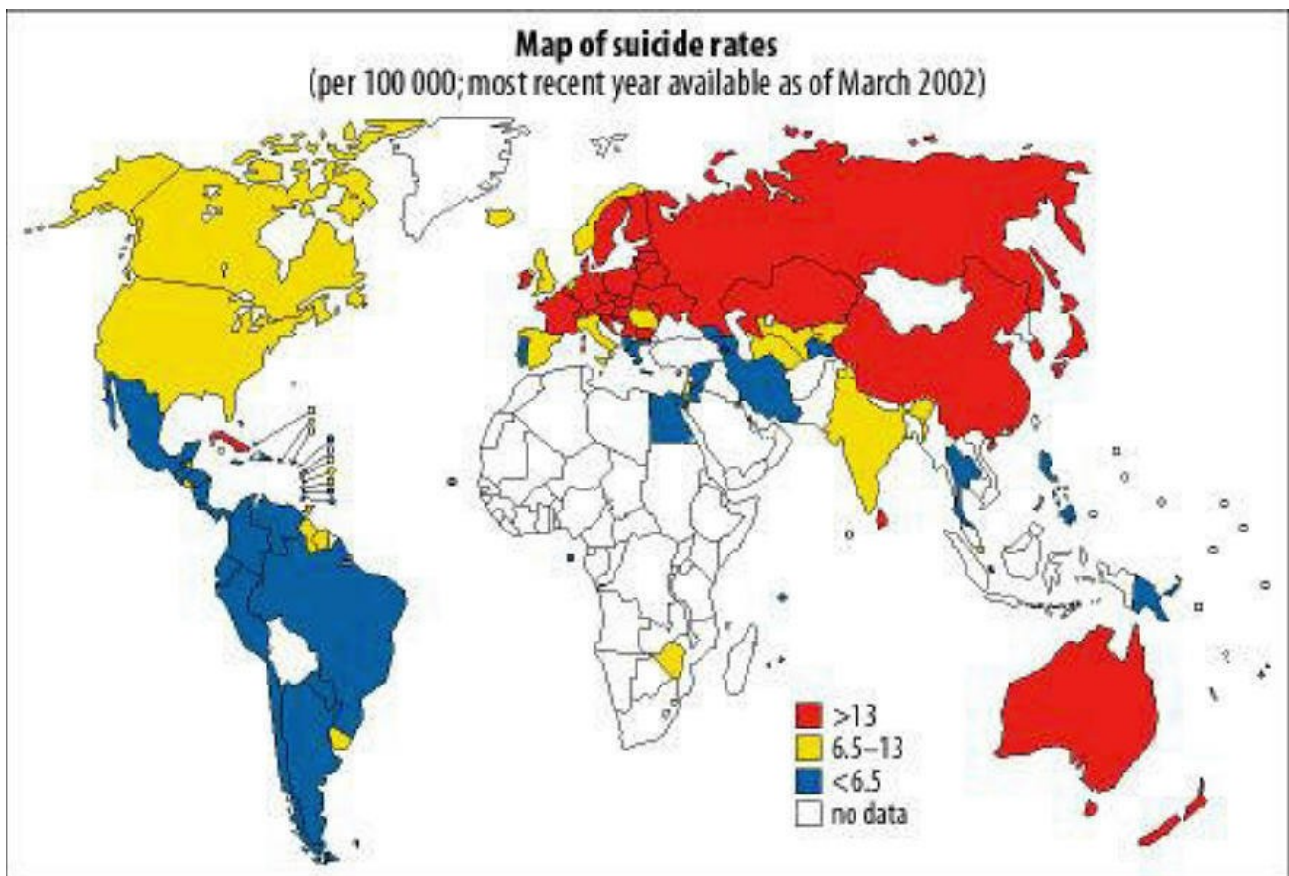 Map of suicide rates
(per 100 000; most recent year available as of March 2002)
>13
6.5–13
<6.5
no data